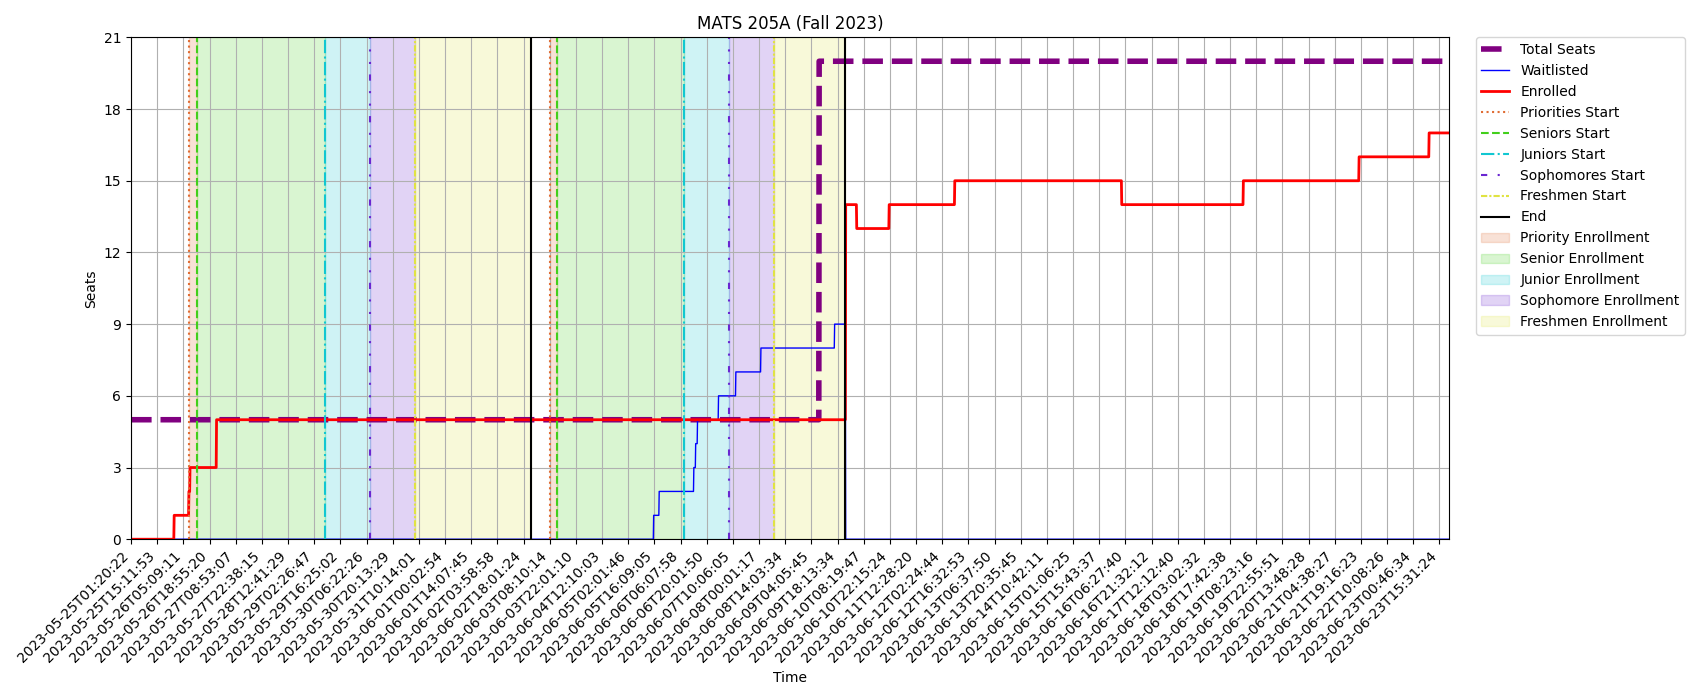 MATS 205A (Fall 2023)
21
18
15
12
9
6
3
0
Seats
2023-05-25T01:20:22
2023-05-25T15:11:53
2023-05-26T05:09:11
2023-05-26T18:55:20
2023-05-27T08:53:07
2023-05-27T22:38:15
2023-05-28T12:41:29
2023-05-29T02:26:47
2023-05-29T16:25:02
2023-05-30T06:22:26
2023-05-30T20:13:29
2023-05-31T10:14:01
2023-06-01T00:02:54
2023-06-01T14:07:45
2023-06-02T03:58:58
2023-06-02T18:01:24
2023-06-03T08:10:14
2023-06-03T22:01:10
2023-06-04T12:10:03
2023-06-05T02:01:46
2023-06-05T16:09:05
2023-06-06T06:07:58
2023-06-06T20:01:50
2023-06-07T10:06:05
2023-06-08T00:01:17
2023-06-08T14:03:34
2023-06-09T04:05:45
2023-06-09T18:13:34
2023-06-10T08:19:47
2023-06-10T22:15:24
2023-06-11T12:28:20
2023-06-12T02:24:44
2023-06-12T16:32:53
2023-06-13T06:37:50
2023-06-13T20:35:45
2023-06-14T10:42:11
2023-06-15T01:06:25
2023-06-15T15:43:37
2023-06-16T06:27:40
2023-06-16T21:32:12
2023-06-17T12:12:40
2023-06-18T03:02:32
2023-06-18T17:42:38
2023-06-19T08:23:16
2023-06-19T22:55:51
2023-06-20T13:48:28
2023-06-21T04:38:27
2023-06-21T19:16:23
2023-06-22T10:08:26
2023-06-23T00:46:34
2023-06-23T15:31:24
Time
Total Seats
Waitlisted
Enrolled
Priorities Start
Seniors Start
Juniors Start
Sophomores Start
Freshmen Start
End
Priority Enrollment
Senior Enrollment
Junior Enrollment
Sophomore Enrollment
Freshmen Enrollment